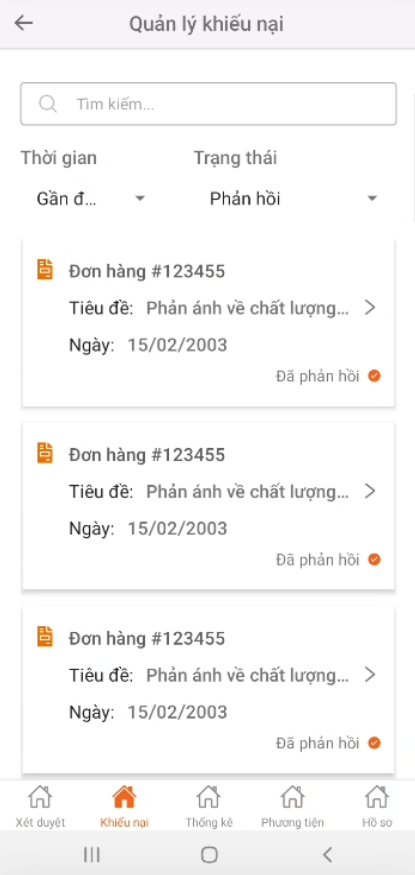 Quản lý khiếu nại
Tìm kiếm...
Thời gian Trạng thái
Gần đ... Phản hồi
Đơn hàng #123455
Tiêu đề: Phản ánh về chất lượng...
Ngày: 15/02/2003
Đã phản hồi
Đơn hàng #123455
Tiêu đề: Phản ánh về chất lượng...
Ngày: 15/02/2003
Đã phản hồi
Đơn hàng #123455
Tiêu đề: Phản ánh về chất lượng...
Ngày: 15/02/2003
Đã phản hồi
Xét duyệt Khiếu nại Thống kê Phương tiện Hồ sơ